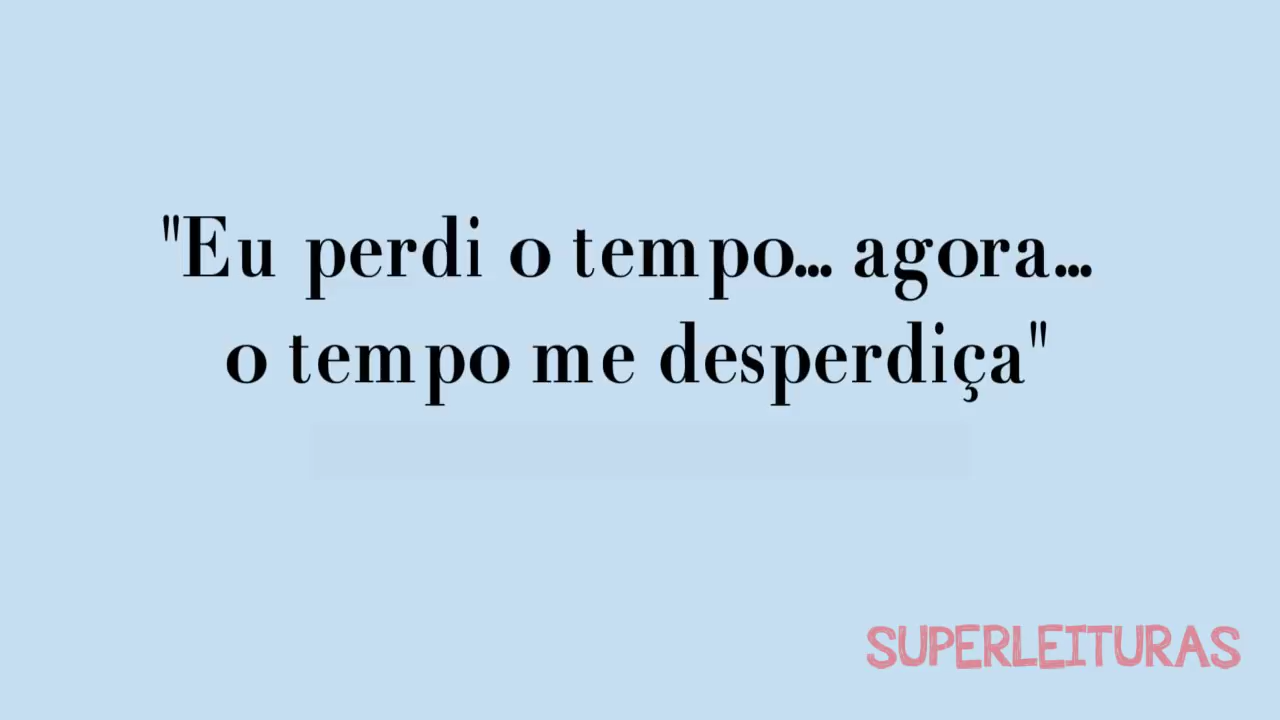 "Eu perdi o tempo... agora...
o tempo me desperdiça"
SUPERLEITURAS